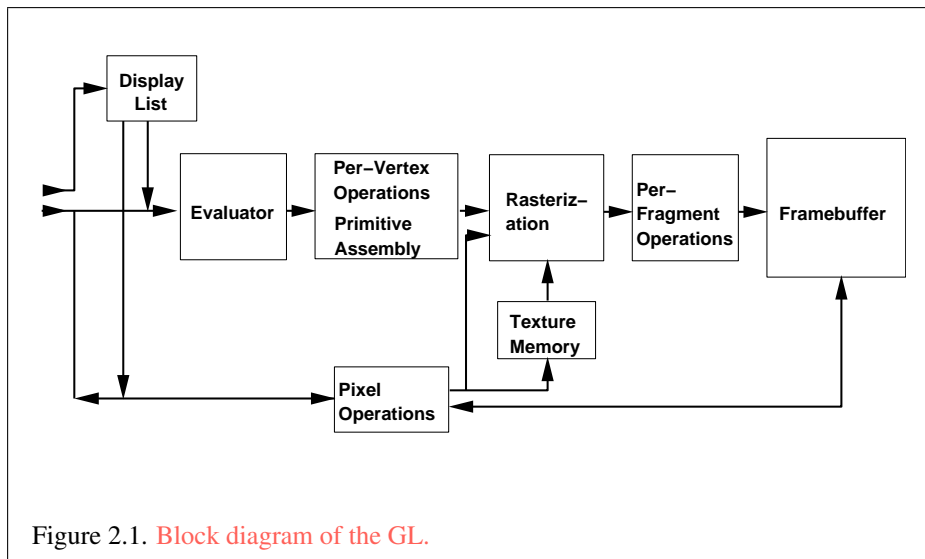 Display
List
Evaluator
Per−Vertex
Operations
Primitive
Assembly
Rasteriz−
ation
Per−
Fragment
Operations
Framebuffer
Texture
Memory
Pixel
Operations
Figure 2.1. Block diagram of the GL.